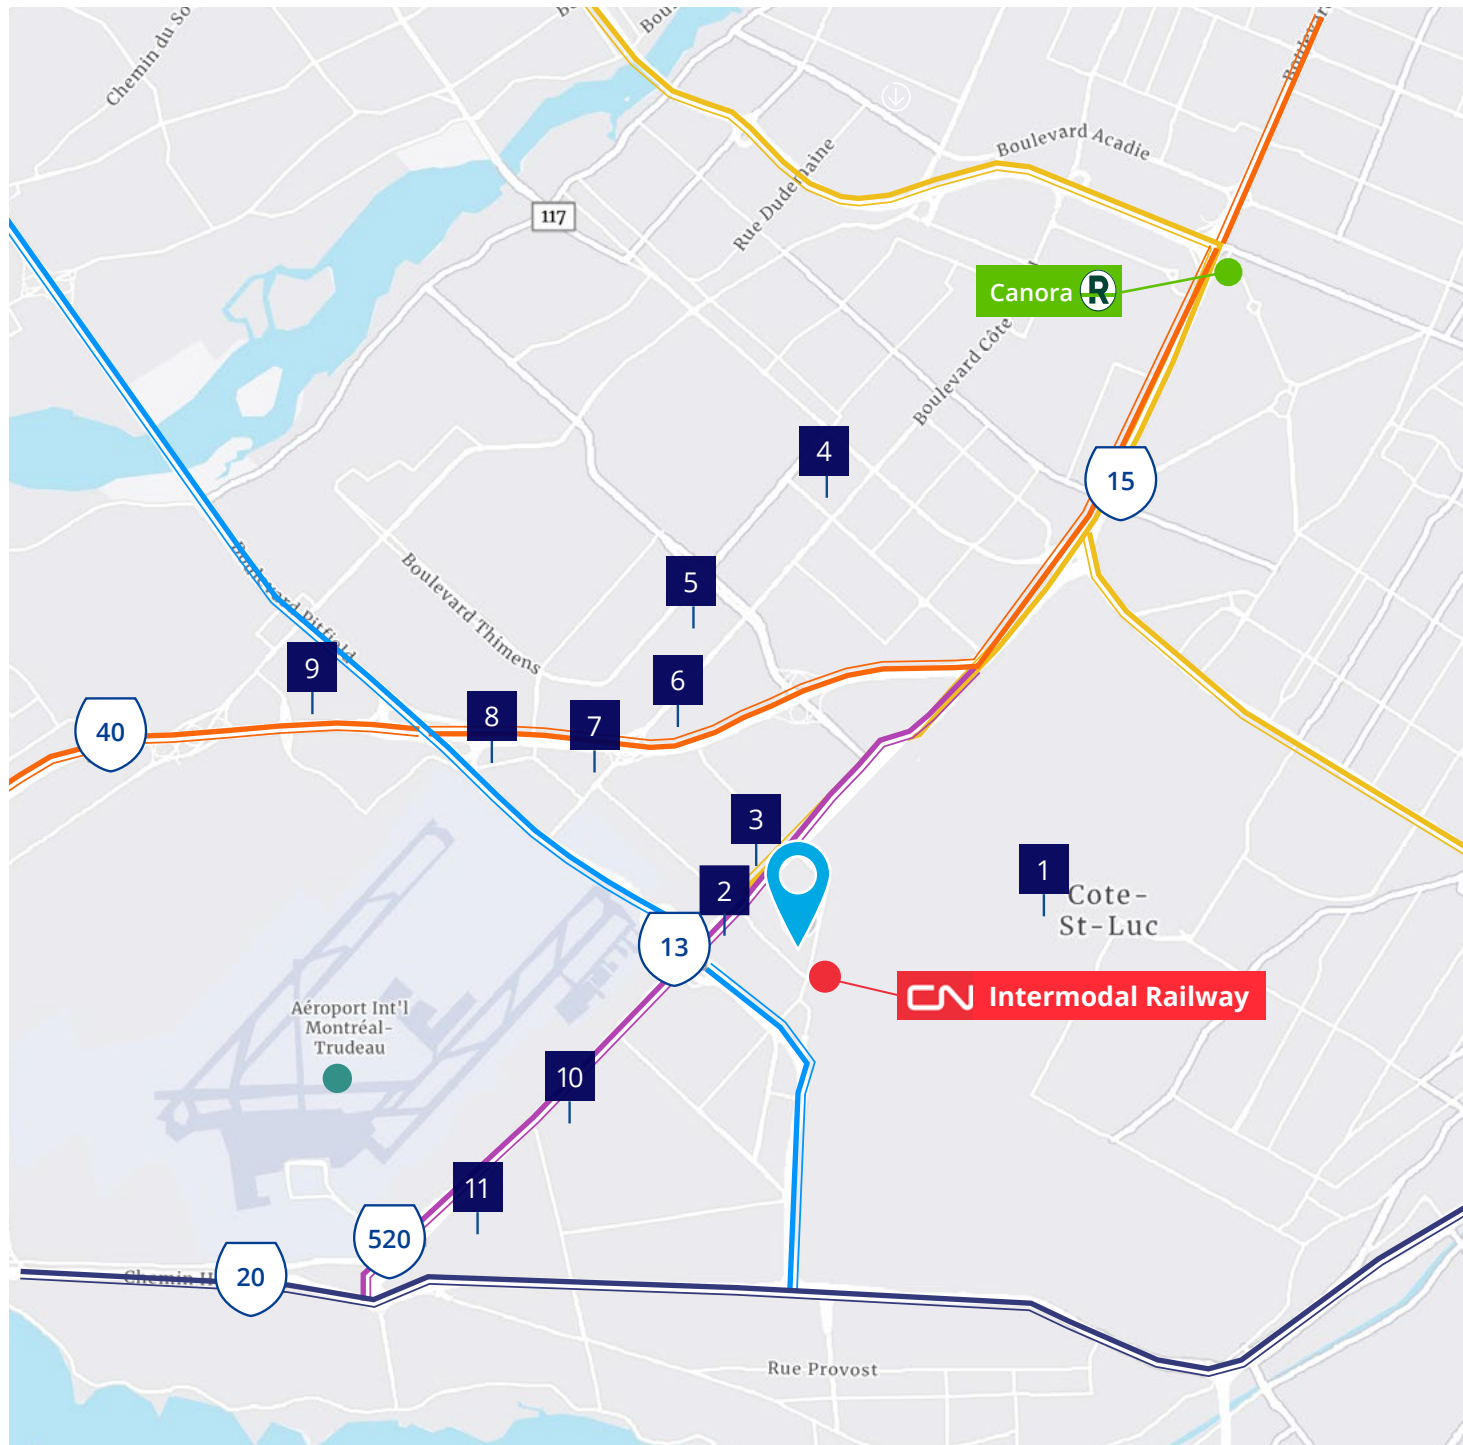 Chemin du So
Boulevard Acadie
Rue Dudemaine
117
Canora R
Boulevard Côte
4
15
Boulevard Pitfield
Boulevard Thimens
5
9
6
8
7
40
3
1
2
Cote-
St-Luc
13
CN Intermodal Railway
Aéroport Int'l
Montréal-
Trudeau
10
11
520
20
Chemin H
Rue Provost